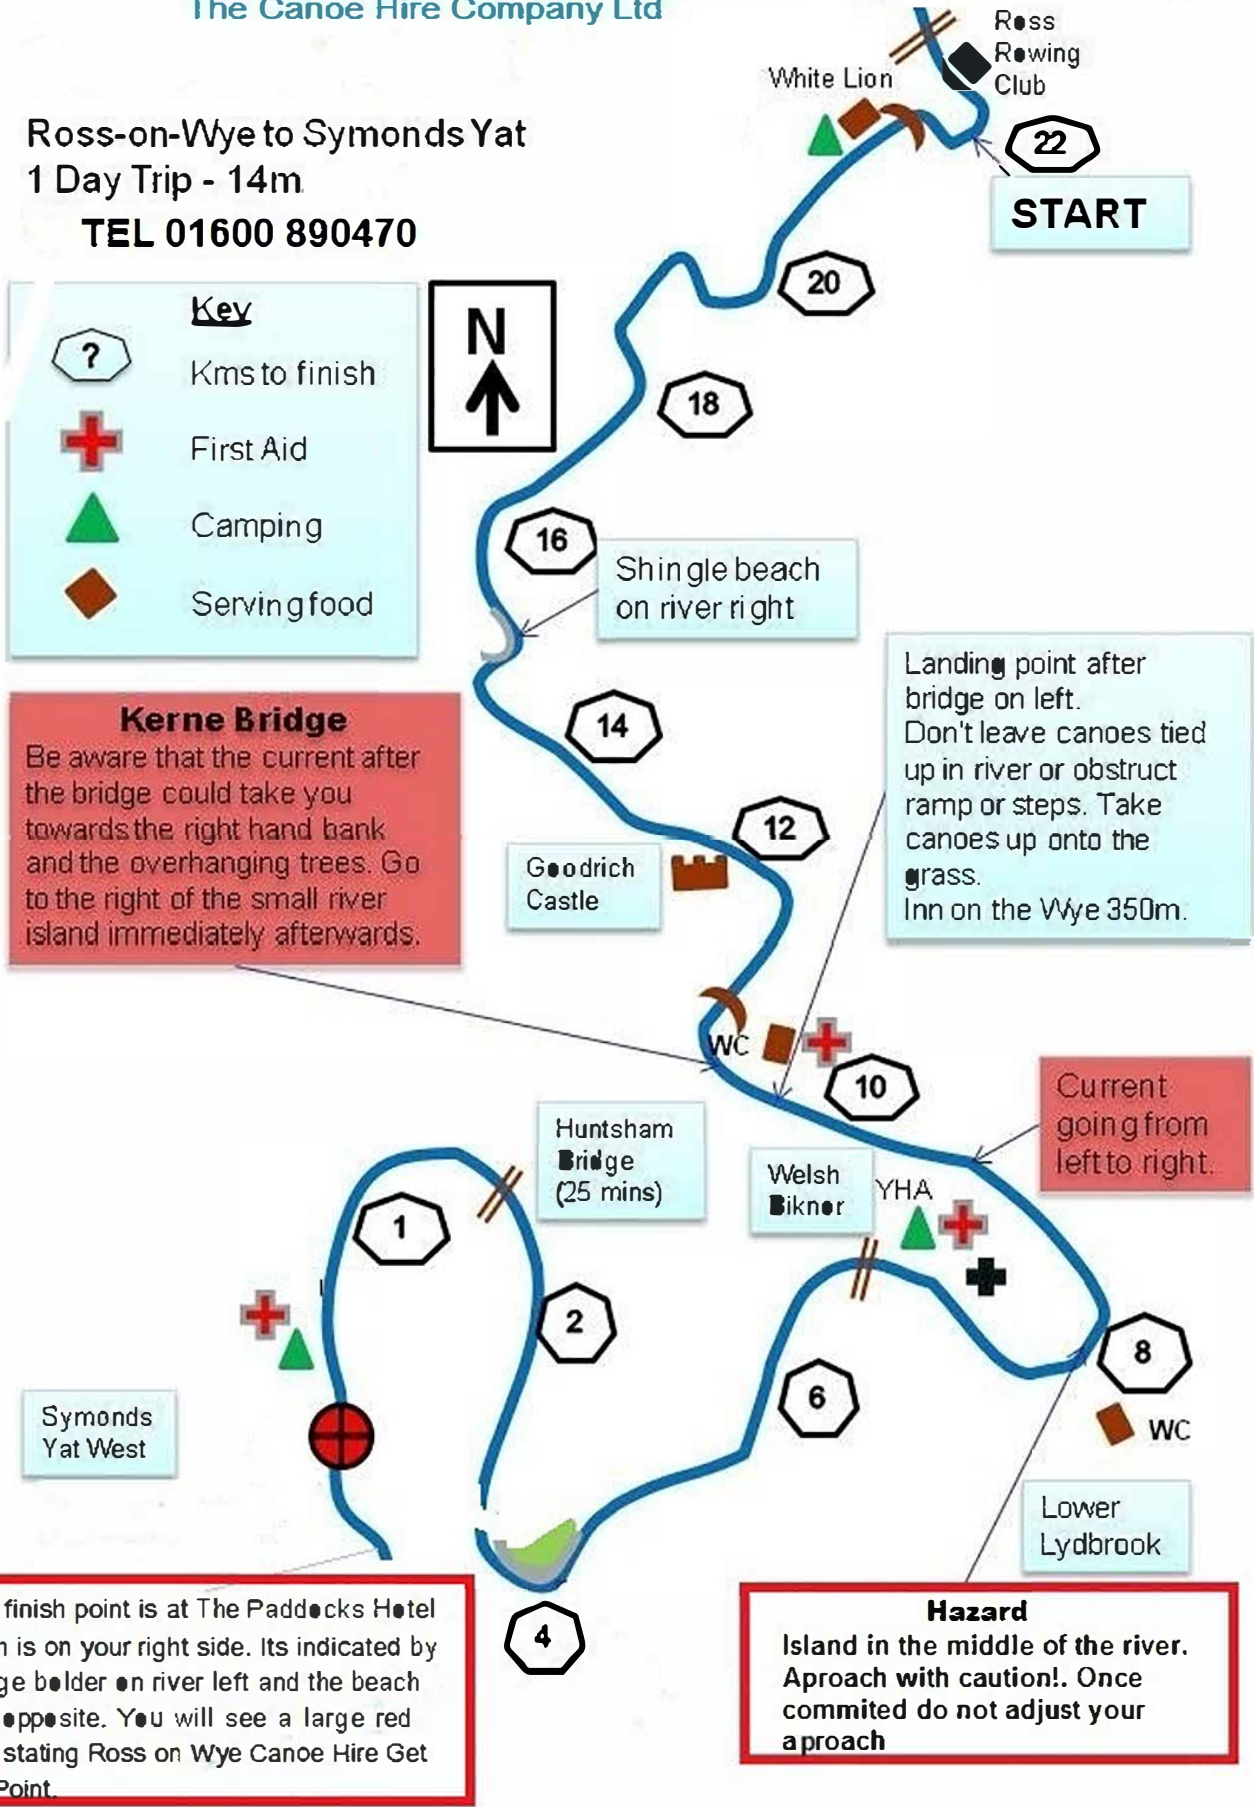 The Canoe Hire Company Ltd
Ross
Rowing
Club
White Lion
Ross-on-Wye to Symonds Yat
1 Day Trip - 14m
TEL 01600 890470
22
START
20
Key
?
Kms to finish
First Aid
Camping
Serving food
N
18
16
Shingle beach
on river right
14
Landing point after
bridge on left.
Don't leave canoes tied
up in river or obstruct
ramp or steps. Take
canoes up onto the
grass.
Inn on the Wye 350m.
Kerne Bridge
Be aware that the current after
the bridge could take you
towards the right hand bank
and the overhanging trees. Go
to the right of the small river
island immediately afterwards.
12
Goodrich
Castle
WC
10
Current
going from
left to right.
Huntsham
Bridge
(25 mins)
Welsh
Biknor
YHA
1
2
8
WC
6
Symonds
Yat West
Lower
Lydbrook
4
finish point is at The Paddocks Hotel
is on your right side. Its indicated by
bolder on river left and the beach
opposite. You will see a large red
stating Ross on Wye Canoe Hire Get
Point.
Hazard
Island in the middle of the river.
Aproach with caution!. Once
commited do not adjust your
aproach